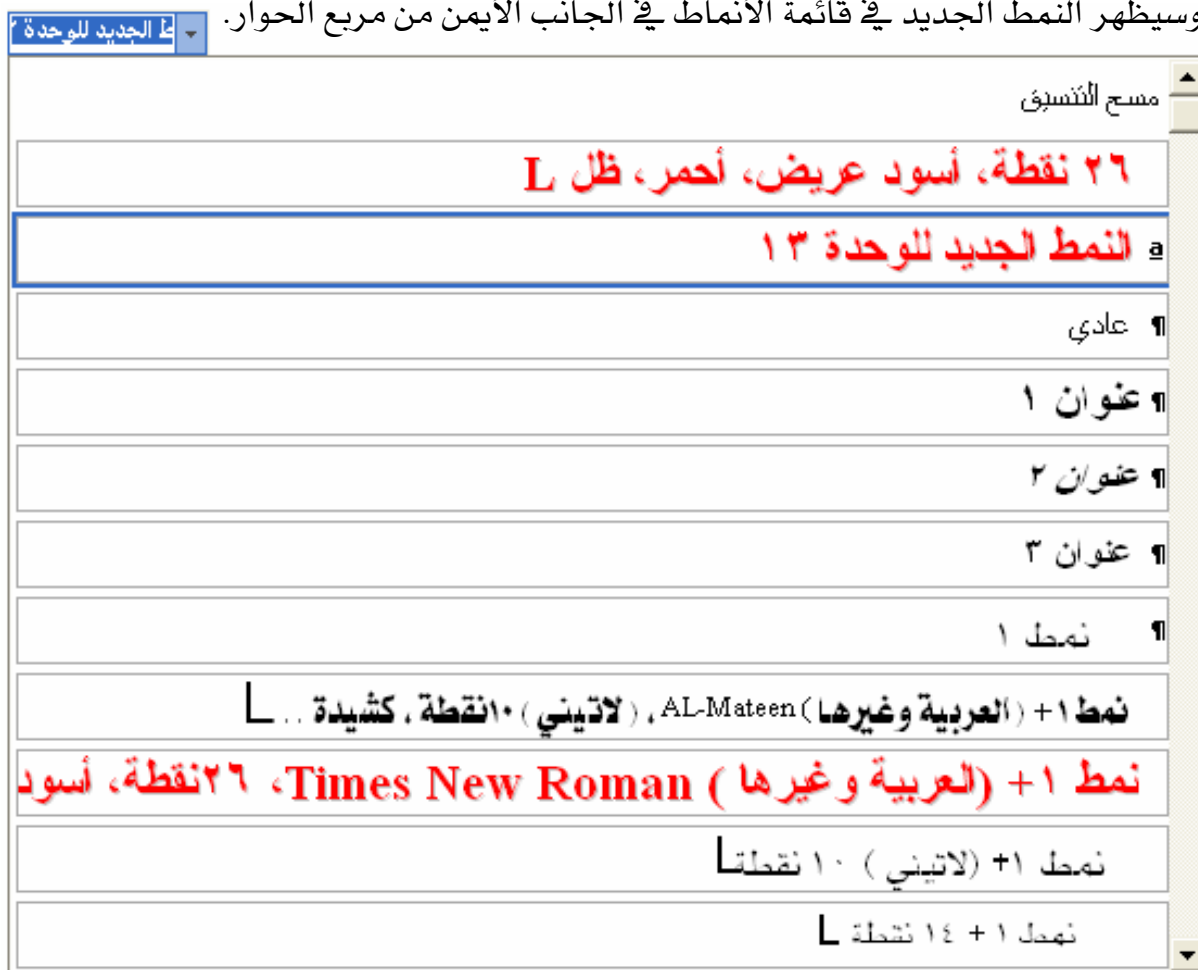 وسيظهر النمط الجديد في قائمة الأنماط في الجانب الأيمن من مربع الحوار.
ط الجديد للوحدة
مسح التنسيق
٢٦ نقطة، أسود عريض، أحمر، ظل L
a النمط الجديد للوحدة ١٣
¶ عادي
¶ عنوان ١
¶ عنوان ٢
¶ عنوان ٣
¶ نمط ١
نمط ١+ (العربية وغيرها) AL-Mateen، (لاتيني) ١٠نقطة، كشيدة .. L
نمط ١+ (العربية وغيرها ) Times New Roman، ٢٦نقطة، أسود
نمط ١+ (لاتيني ) ١٠ نقطة L
نمط ١ + ١٤ نقطة L